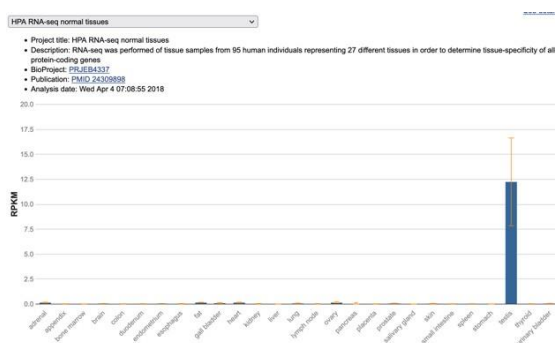 HPA RNA-seq normal tissues
Project title: HPA RNA-seq normal tissues
Description: RNA-seq was performed of tissue samples from 95 human individuals representing 27 different tissues in order to determine tissue-specificity of all
protein-coding genes
BioProject: PRJEB4337
Publication: PMID 24309898
Analysis date: Wed Apr 4 07:08:55 2018
20.0
17.5
15.0
12.5
10.0
7.5
5.0
2.5
0.0
RPKM
adrenal
appendix
bone marrow
brain
colon
duodenum
endometrium
esophagus
fat
gall bladder
heart
kidney
liver
lung
lymph node
ovary
pancreas
placenta
prostate
salivary gland
skin
small intestine
spleen
stomach
testis
thyroid
urinary bladder